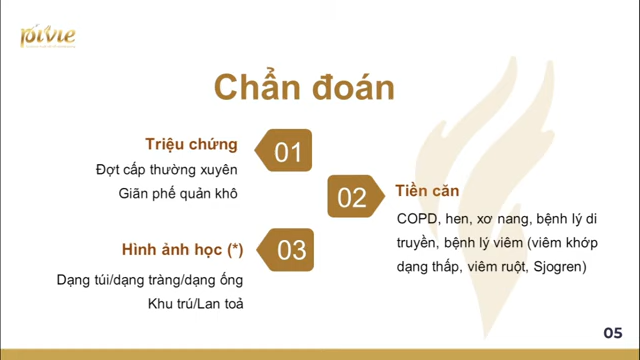 pivie
Chẩn đoán
Triệu chứng
Đợt cấp thường xuyên
Giãn phế quản khô
01
02
Tiền căn
COPD, hen, xơ nang, bệnh lý di
truyền, bệnh lý viêm (viêm khớp
dạng thấp, viêm ruột, Sjogren)
Hình ảnh học (*)
Dạng túi/dạng tràng/dạng ống
Khu trú/Lan toả
03
05